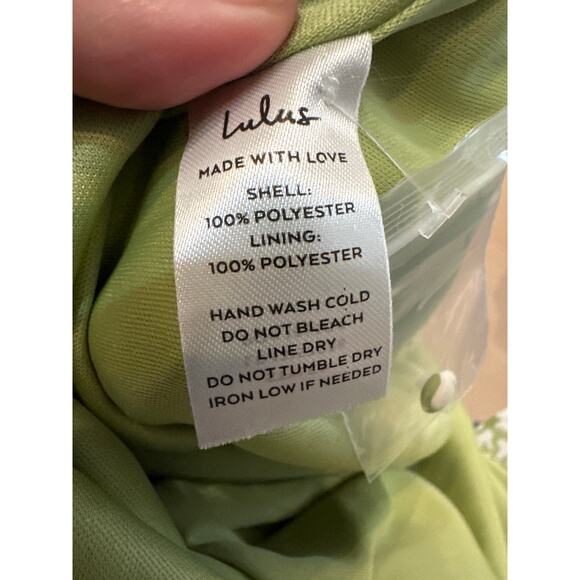 Lulus
MADE WITH LOVE
SHELL:
100% POLYESTER
LINING:
100% POLYESTER
HAND WASH COLD
DO NOT BLEACH
LINE DRY
DO NOT TUMBLE DRY
IRON LOW IF NEEDED